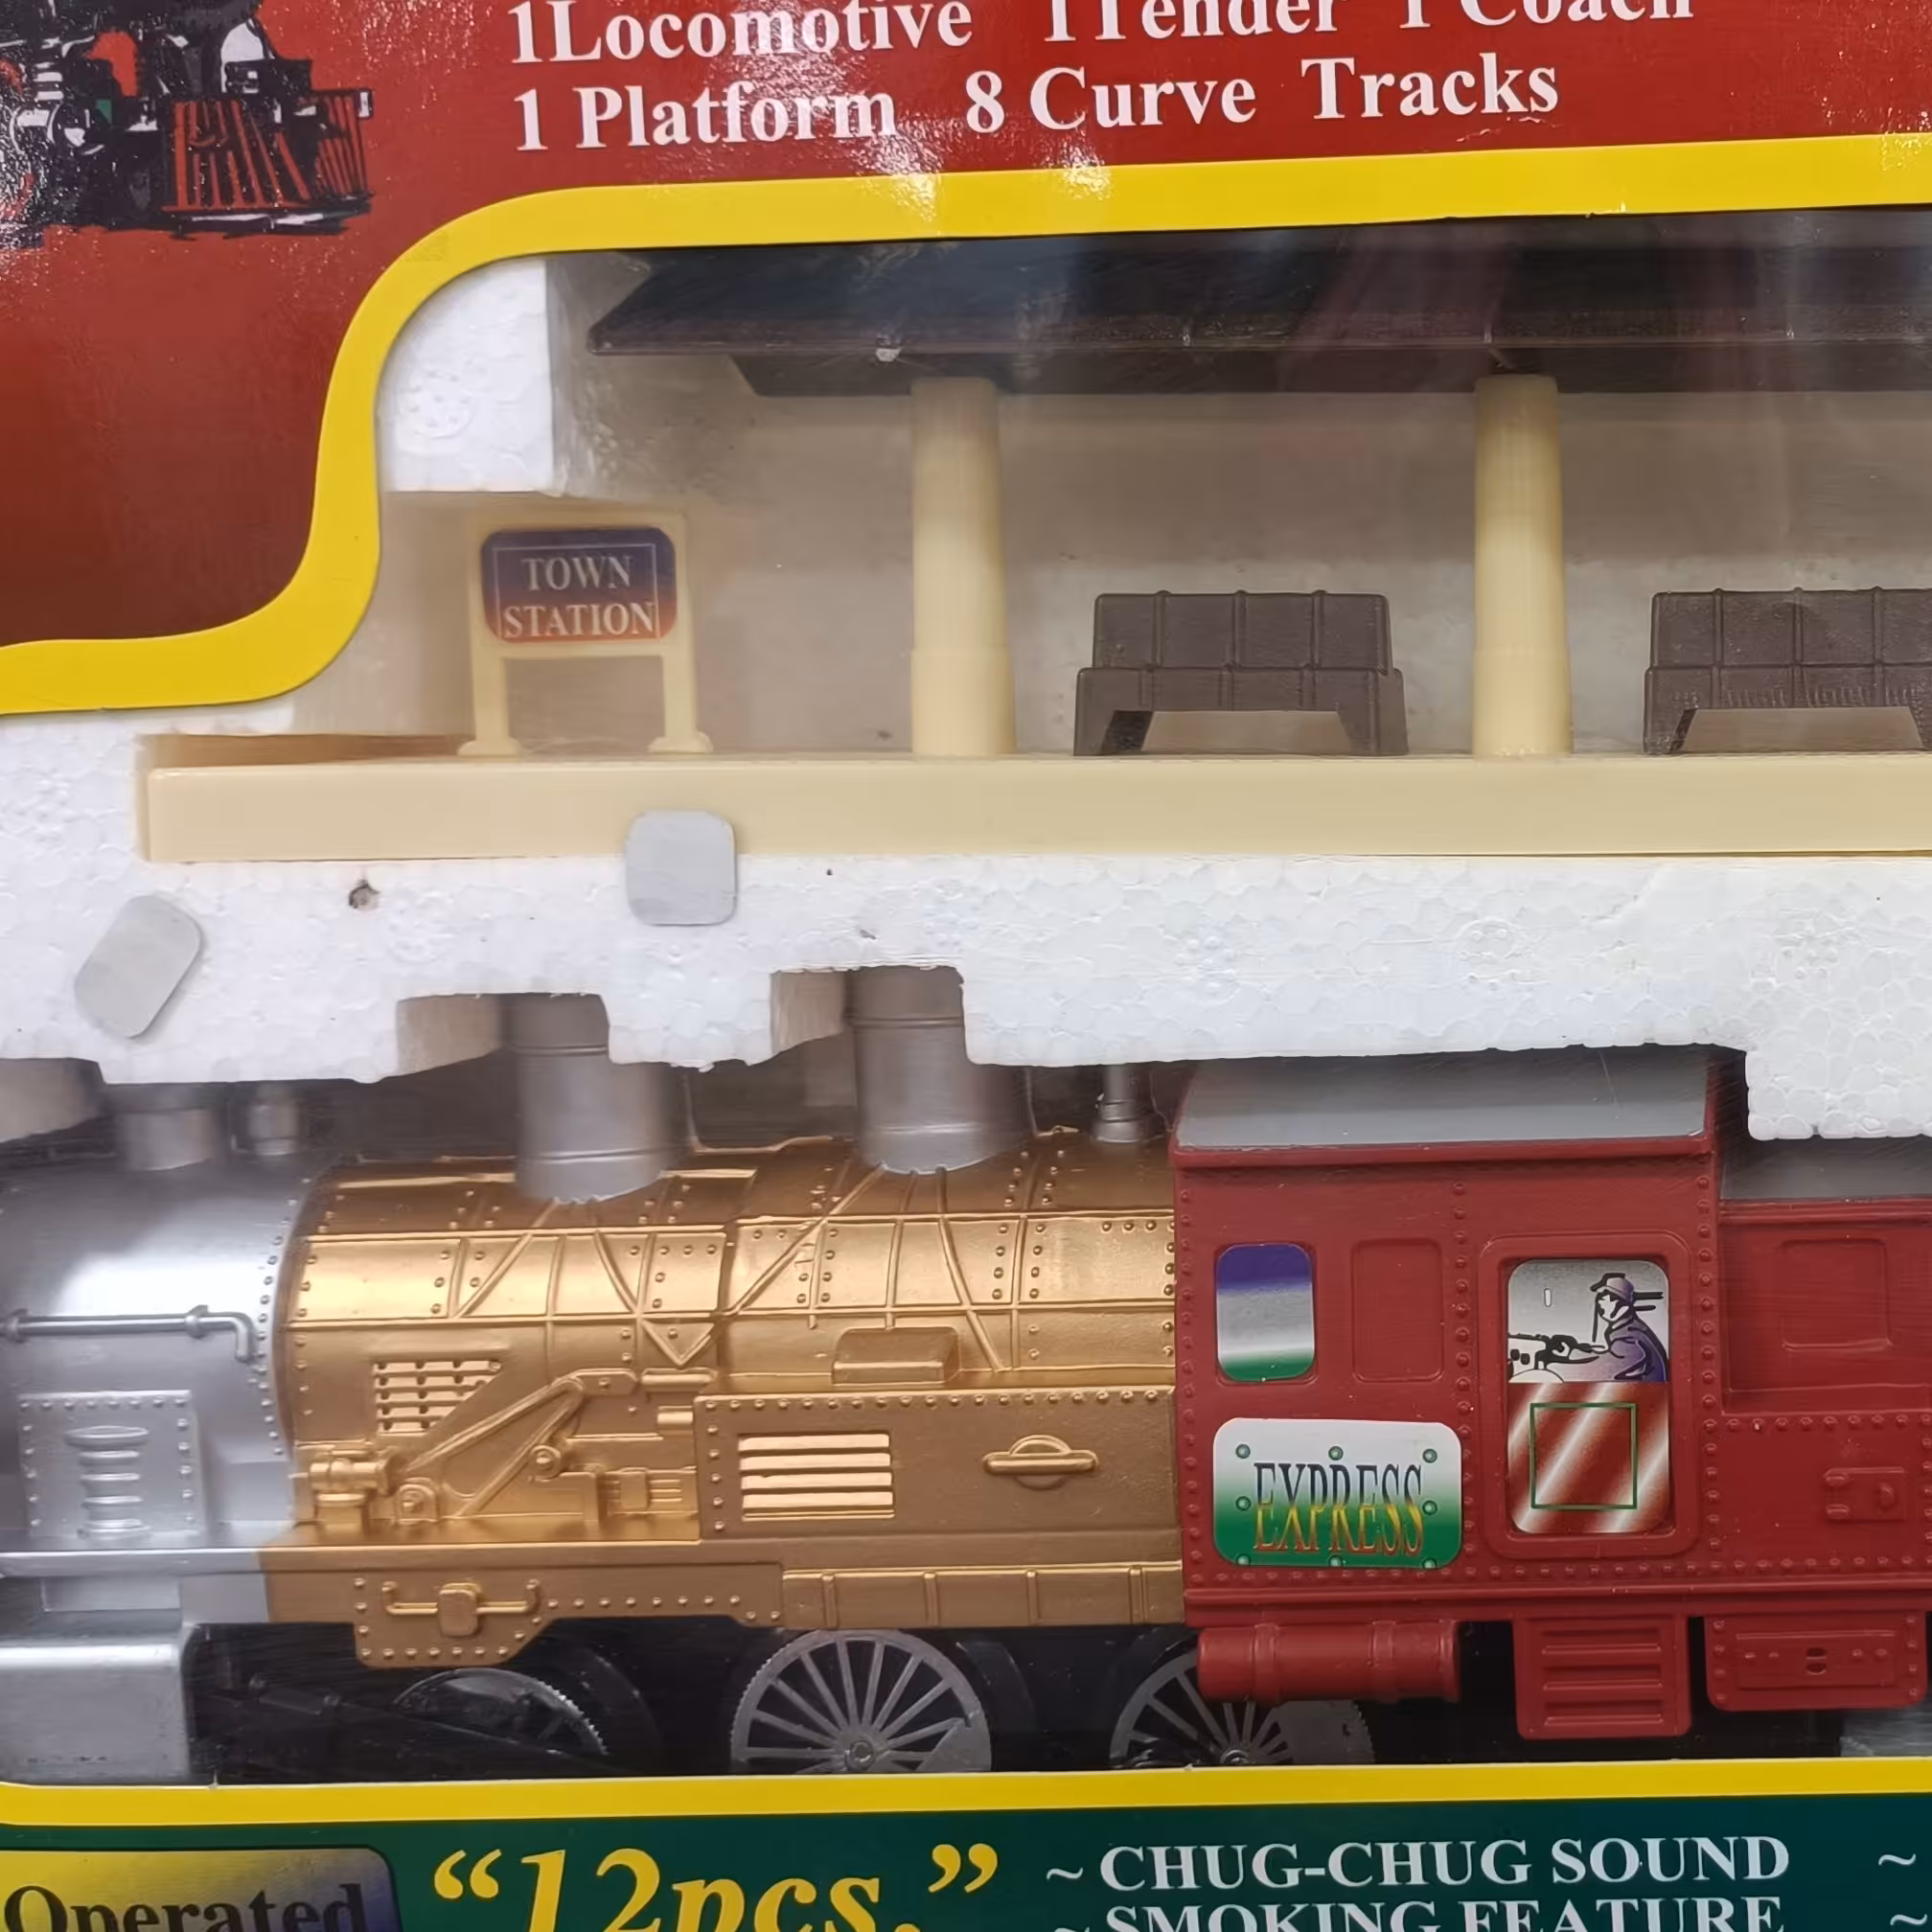 1Locomotive 1Tender 1 Coach
1 Platform 8 Curve Tracks
TOWN
STATION
EXPRESS
Operated
"12pcs."
~ CHUG-CHUG SOUND ~
~ SMOKING FEATURE ~